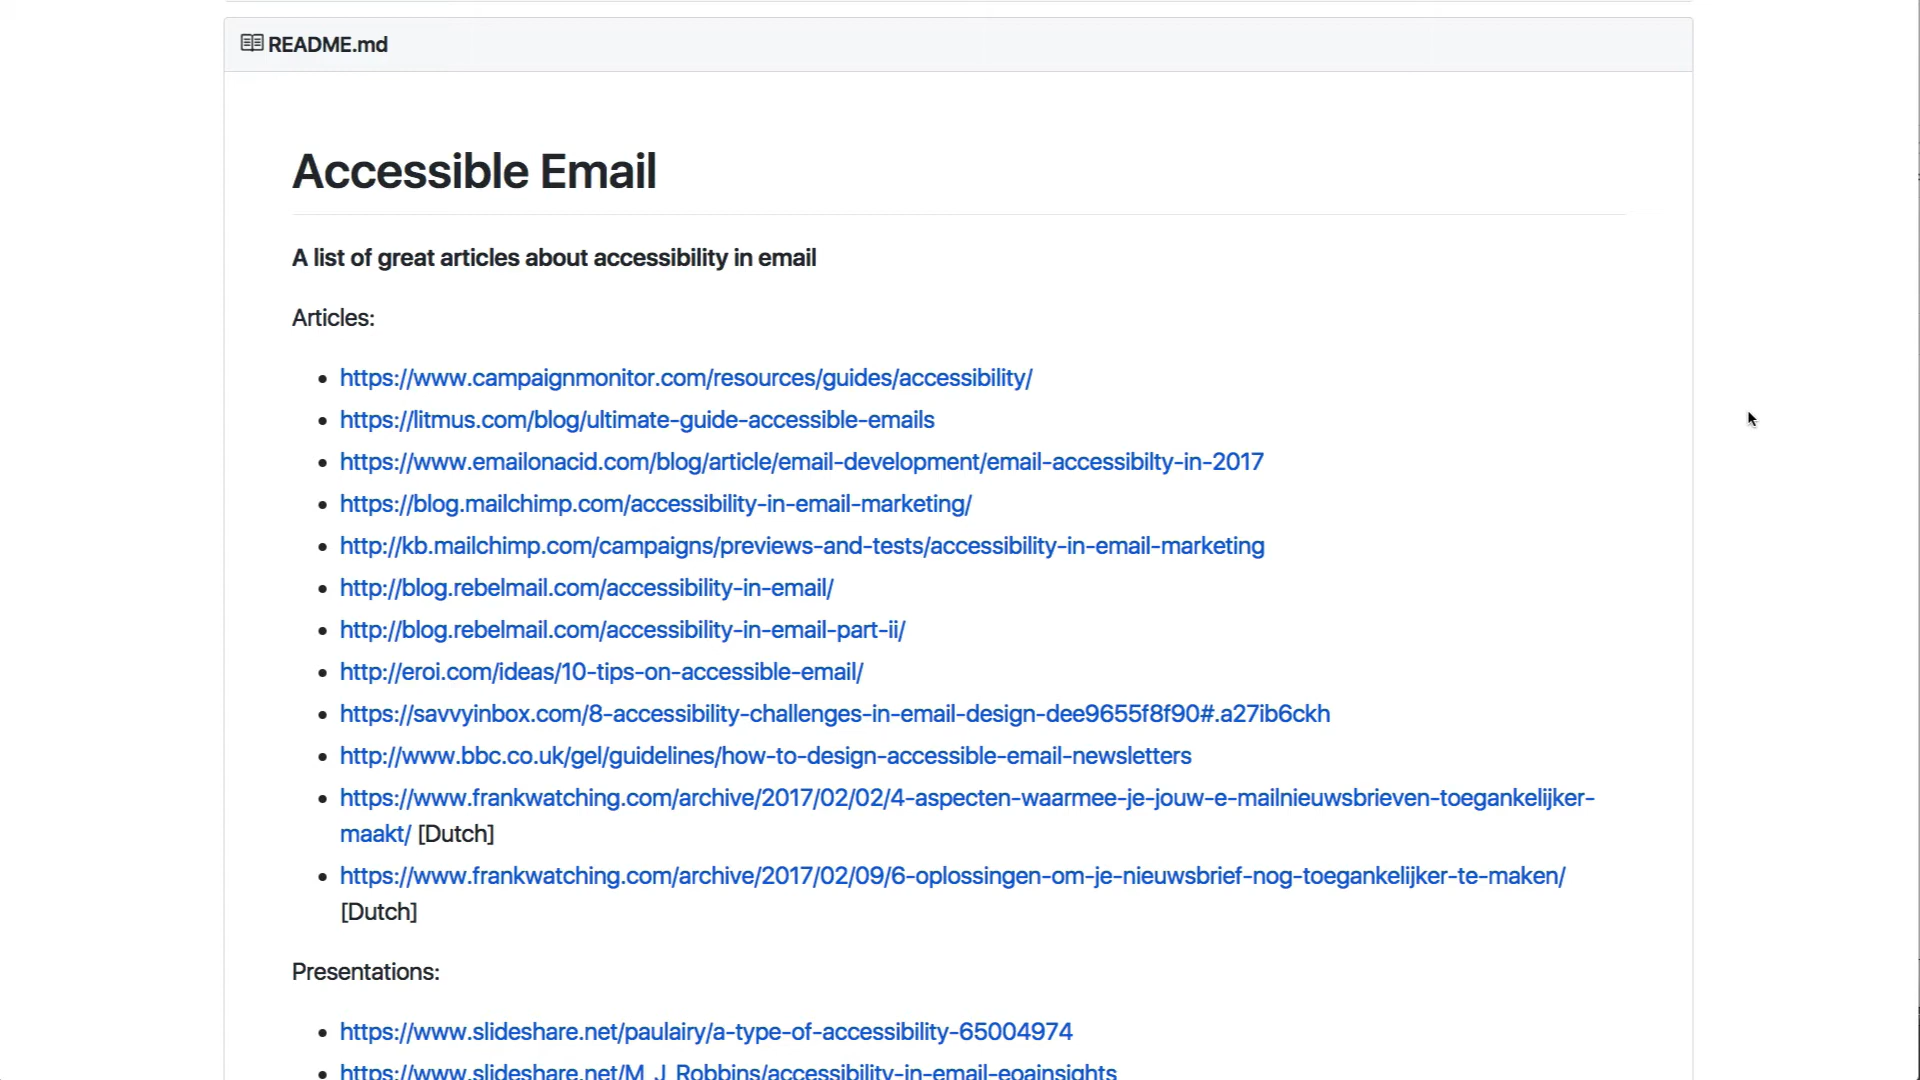 README.md
Accessible Email
A list of great articles about accessibility in email
Articles:
https://www.campaignmonitor.com/resources/guides/accessibility/
https://litmus.com/blog/ultimate-guide-accessible-emails
https://www.emailonacid.com/blog/article/email-development/email-accessibilty-in-2017
https://blog.mailchimp.com/accessibility-in-email-marketing/
http://kb.mailchimp.com/campaigns/previews-and-tests/accessibility-in-email-marketing
http://blog.rebelmail.com/accessibility-in-email/
http://blog.rebelmail.com/accessibility-in-email-part-ii/
http://eroi.com/ideas/10-tips-on-accessible-email/
https://savvyinbox.com/8-accessibility-challenges-in-email-design-dee9655f8f90#.a27ib6ckh
http://www.bbc.co.uk/gel/guidelines/how-to-design-accessible-email-newsletters
https://www.frankwatching.com/archive/2017/02/02/4-aspecten-waarmee-je-jouw-e-mailnieuwsbrieven-toegankelijker-
maakt/ [Dutch]
https://www.frankwatching.com/archive/2017/02/09/6-oplossingen-om-je-nieuwsbrief-nog-toegankelijker-te-maken/
[Dutch]
Presentations:
https://www.slideshare.net/paulairy/a-type-of-accessibility-65004974
https://www.slideshare.net/M_J_Robbins/accessibility-in-email-eoainsights